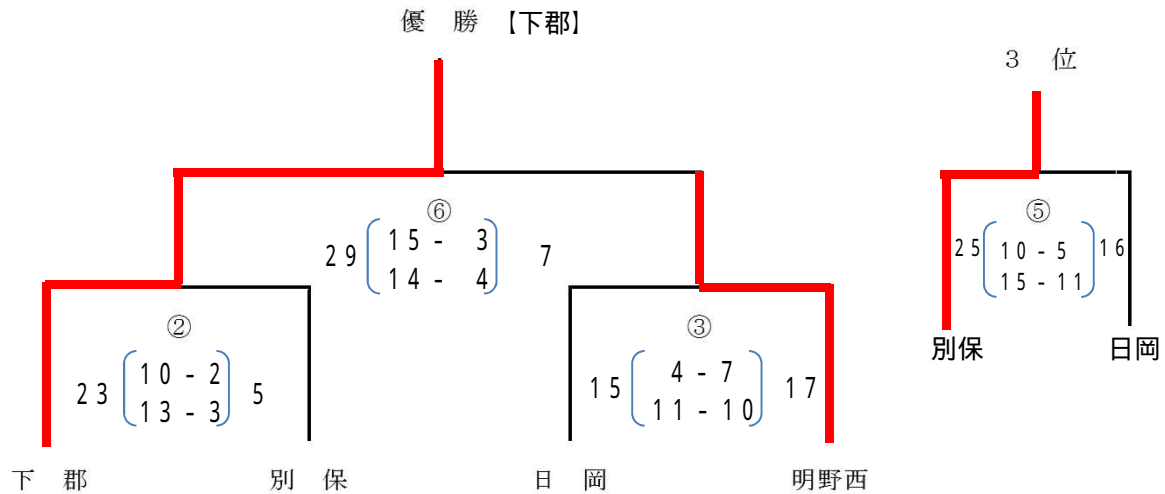 優 勝 【下郡】
3 位
⑥
29 15 - 3 7
14 - 4
⑤
25 10 - 5 16
15 - 11
別保 日岡
②
23 10 - 2 5
13 - 3
③
15 4 - 7 17
11 - 10
下 郡 別 保 日 岡 明野西